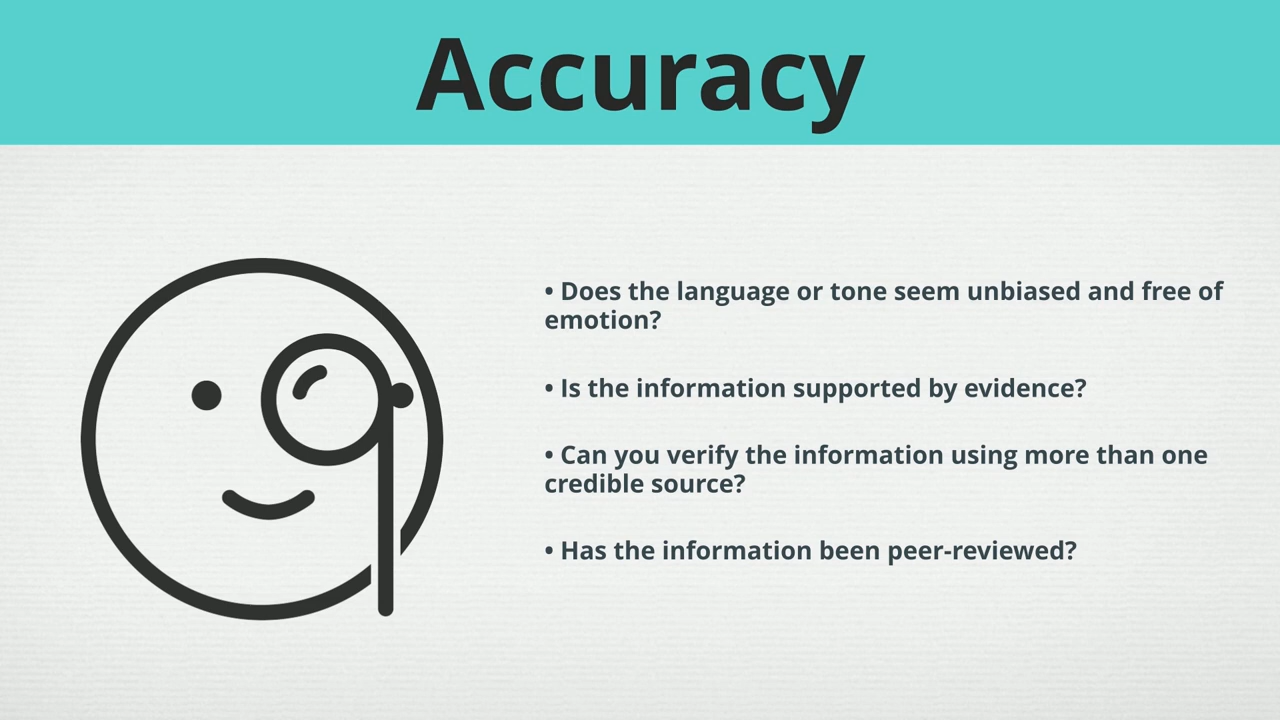 Accuracy
• Does the language or tone seem unbiased and free of
emotion?
• Is the information supported by evidence?
• Can you verify the information using more than one
credible source?
• Has the information been peer-reviewed?